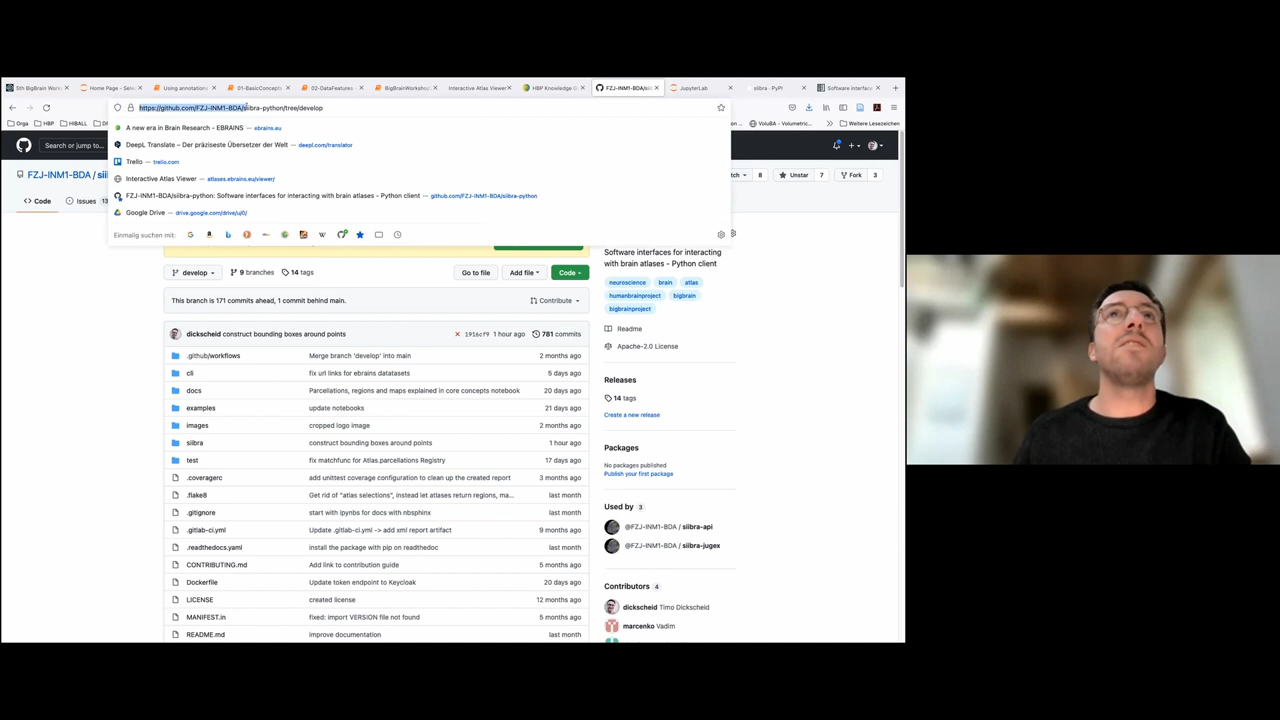 5th BigBrain Work
Home Page - Sele
Using annotation
01-BasicConcepts
02-DataFeatures
BigBrainWorksho
Interactive Atlas Viewer
HBP Knowledge G
FZJ-INM1-BDA/sii
JupyterLab
siibra · PyPI
Software interfac
https://github.com/FZJ-INM1-BDA/siibra-python/tree/develop
Orga
HBP
HIBALL
DA
VoluBA - Volumetric
Weitere Lesezeichen
A new era in Brain Research - EBRAINS — ebrains.eu
DeepL Translate – Der präziseste Übersetzer der Welt — deepl.com/translator
Trello — trello.com
Interactive Atlas Viewer — atlases.ebrains.eu/viewer/
FZJ-INM1-BDA/siibra-python: Software interfaces for interacting with brain atlases - Python client — github.com/FZJ-INM1-BDA/siibra-python
Google Drive — drive.google.com/drive/u/0/
Einmalig suchen mit:
Search or jump to...
FZJ-INM1-BDA / sii
tch 8
Unstar 7
Fork 3
Code
Issues 13
develop
9 branches
14 tags
Go to file
Add file
Code
This branch is 171 commits ahead, 1 commit behind main.
Contribute
dickscheid construct bounding boxes around points
1916cf9 1 hour ago
781 commits
.github/workflows Merge branch 'develop' into main 2 months ago
cli fix url links for ebrains datatasets 5 days ago
docs Parcellations, regions and maps explained in core concepts notebook 20 days ago
examples update notebooks 21 days ago
images cropped logo image 2 months ago
siibra construct bounding boxes around points 1 hour ago
test fix matchfunc for Atlas.parcellations Registry 17 days ago
.coveragerc add unittest coverage configuration to clean up the created report 3 months ago
.flake8 Get rid of "atlas selections", instead let atlases return regions, ma... last month
.gitignore start with ipynbs for docs with nbsphinx last month
.gitlab-ci.yml Update .gitlab-ci.yml -> add xml report artifact 9 months ago
.readthedocs.yaml install the package with pip on readthedoc last month
CONTRIBUTING.md Add link to contribution guide 5 months ago
Dockerfile Update token endpoint to Keycloak 20 days ago
LICENSE created license 12 months ago
MANIFEST.in fixed: import VERSION file not found 5 months ago
README.md improve documentation last month
Software interfaces for interacting
with brain atlases - Python client
neuroscience brain atlas
humanbrainproject bigbrain
bigbrainproject
Readme
Apache-2.0 License
Releases
14 tags
Create a new release
Packages
No packages published
Publish your first package
Used by 3
@FZJ-INM1-BDA / siibra-api
@FZJ-INM1-BDA / siibra-jugex
Contributors 4
dickscheid Timo Dickscheid
marcenko Vadim